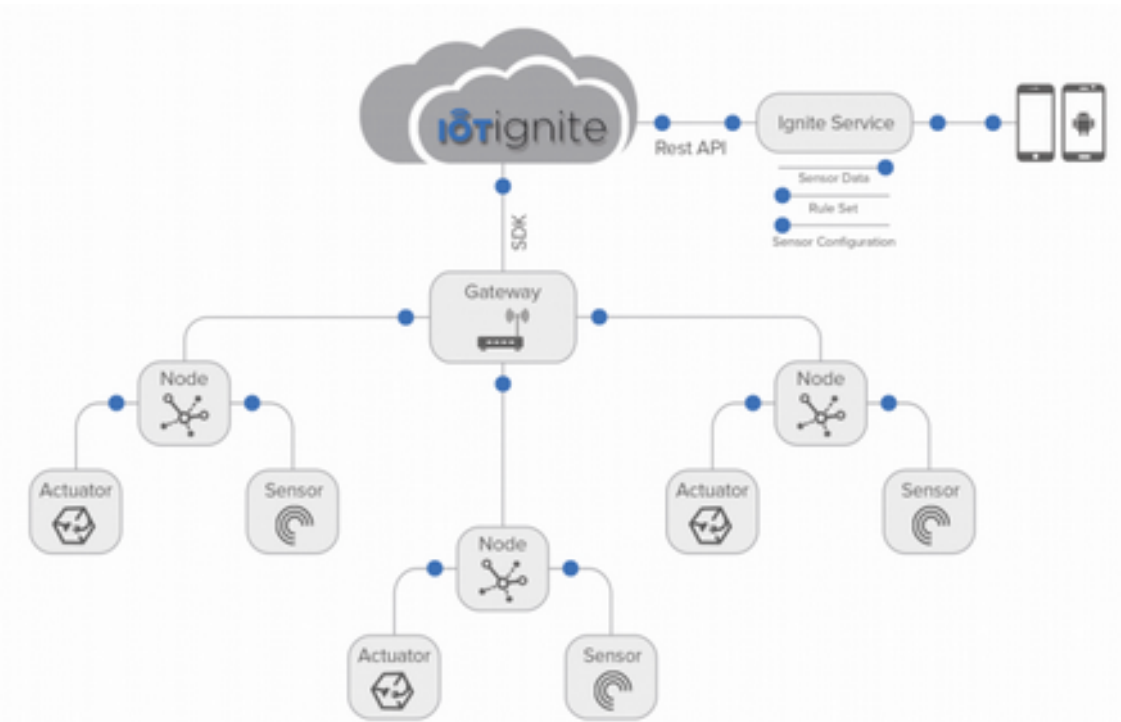 IOTignite
Rest API
Ignite Service
Sensor Data
Rule Set
Sensor Configuration
SDK
Gateway
Node
Node
Actuator
Sensor
Actuator
Sensor
Node
Actuator
Sensor